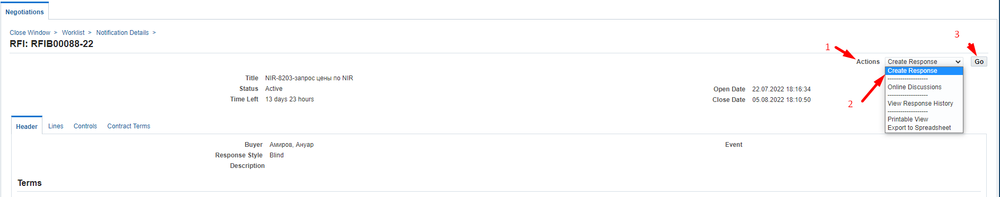 Negotiations
Close Window > Worklist > Notification Details >
RFI: RFIB00088-22
3
1
Actions Create Response Go
Create Response
-------------------
Online Discussions
-------------------
View Response History
-------------------
Printable View
Export to Spreadsheet
2
Title NIR-8203-запрос цены по NIR
Status Active
Time Left 13 days 23 hours
Open Date 22.07.2022 18:16:34
Close Date 05.08.2022 18:10:50
Header Lines Controls Contract Terms
Buyer Амиров, Ануар
Event
Response Style Blind
Description
Terms